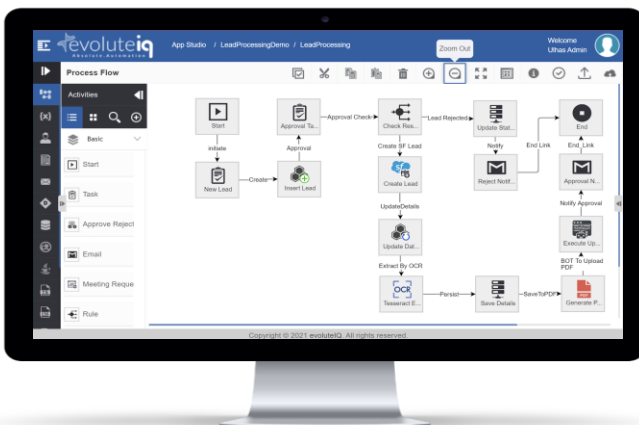 evoluteiq
Absolute Automation
App Studio / LeadProcessingDemo / LeadProcessing
Zoom Out
Welcome
Ulhas Admin
Process Flow
Activities
Basic
Start
Task
Approve Reject
Email
Meeting Reque
Rule
Start
initiate
New Lead
Create
Approval Ta...
Approval
Insert Lead
Approval Check
Check Res...
Create SF Lead
Create Lead
UpdateDetails
Update Dat...
Extract By OCR
OCR
Tesseract E...
Lead Rejected
Update Stat...
Notify
Reject Notif...
End Link
End
End_Link
Approval N...
Notify Approval
Execute Up...
BOT To Upload
PDF
PDF
Generate P...
Persist
Save Details
SaveToPDF
Copyright © 2021 evoluteIQ. All rights reserved.